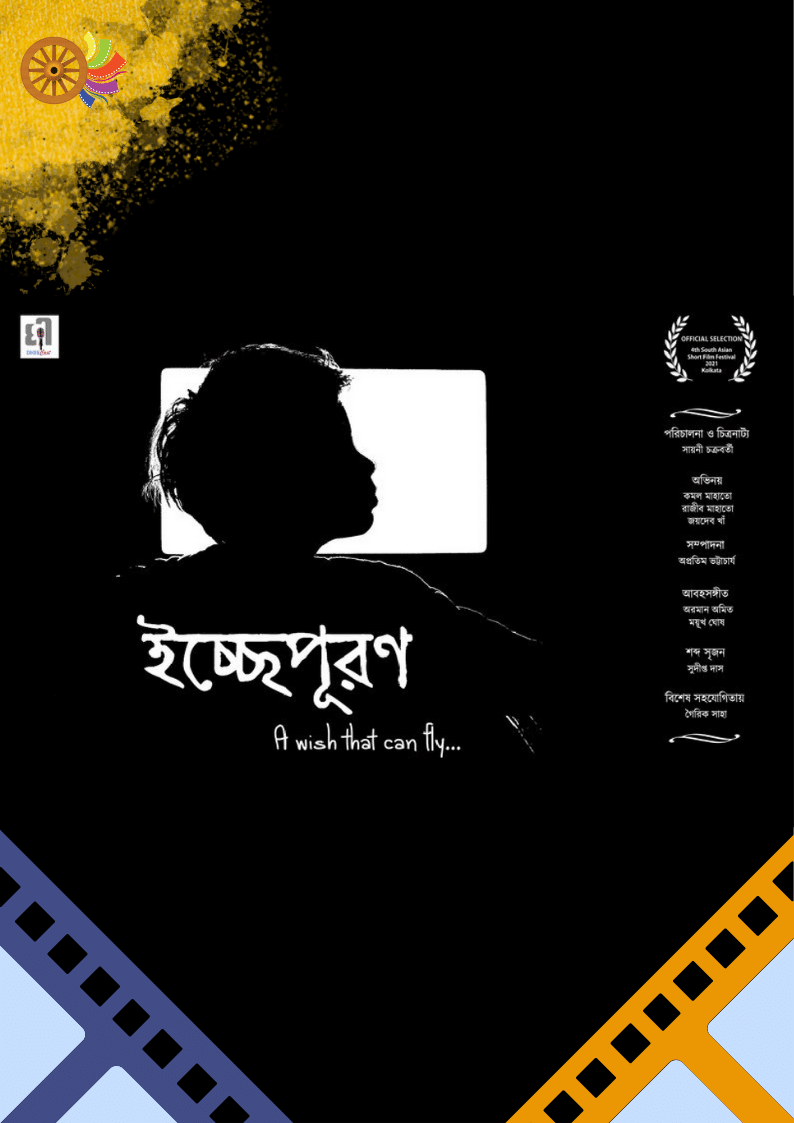 OFFICIAL SELECTION
4th South Asian
Short Film Festival
2021
Kolkata
পরিচালনা ও চিত্রনাট্য
সায়নী চক্রবর্তী
অভিনয়
কমল মাহাতো
রাজীব মাহাতো
জয়দেব খাঁ
সম্পাদনা
অপ্রতিম ভট্টাচার্য
আবহসঙ্গীত
অরমান অমিত
ময়ূখ ঘোষ
শব্দ সৃজন
সুদীপ্ত দাস
বিশেষ সহযোগিতায়
গৈরিক সাহা
ইচ্ছেপূরণ
A wish that can fly...